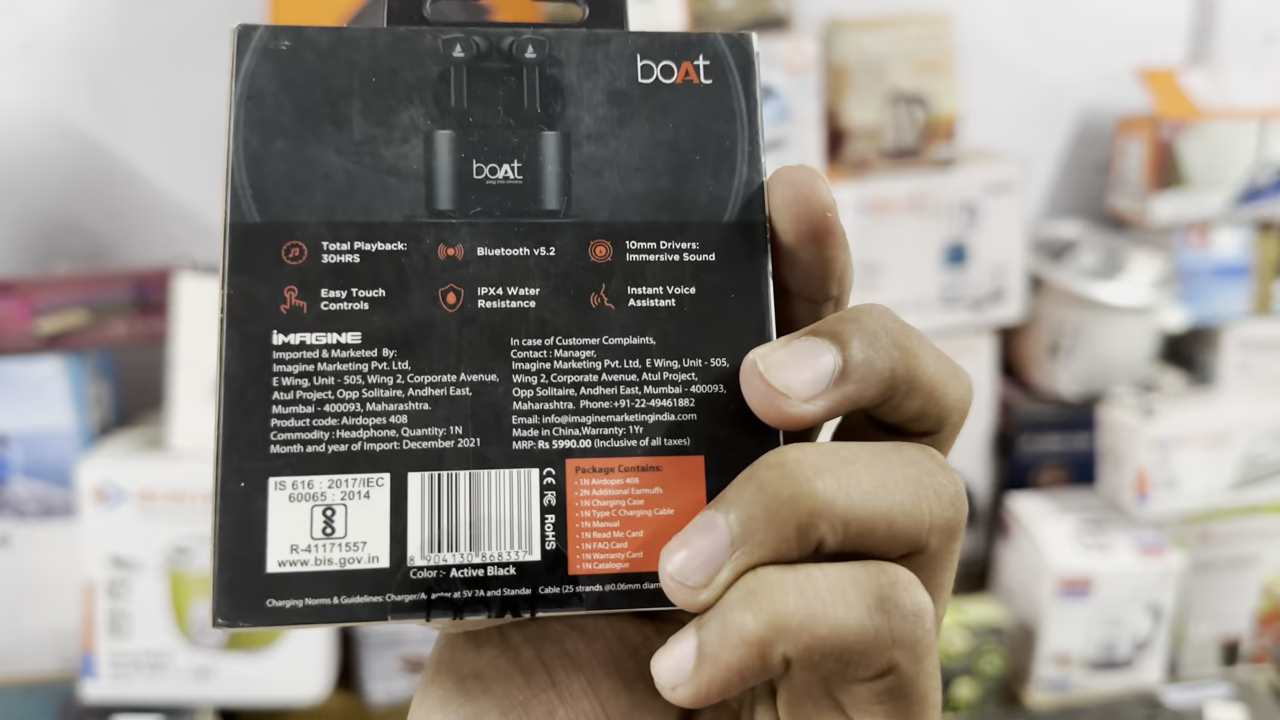 boAt
boAt
Total Playback:
30HRS
Bluetooth v5.2
10mm Drivers:
Immersive Sound
Easy Touch
Controls
IPX4 Water
Resistance
Instant Voice
Assistant
iMAGINE
Imported & Marketed By:
Imagine Marketing Pvt. Ltd,
E Wing, Unit - 505, Wing 2, Corporate Avenue,
Atul Project, Opp Solitaire, Andheri East,
Mumbai - 400093, Maharashtra.
Product code: Airdopes 408
Commodity : Headphone, Quantity: 1N
Month and year of Import: December 2021
In case of Customer Complaints,
Contact : Manager,
Imagine Marketing Pvt. Ltd, E Wing, Unit - 505,
Wing 2, Corporate Avenue, Atul Project,
Opp Solitaire, Andheri East, Mumbai - 400093,
Maharashtra. Phone:+91-22-49461882
Email: info@imaginemarketingindia.com
Made in China,Warranty: 1Yr
MRP: Rs 5990.00 (Inclusive of all taxes)
IS 616 : 2017/IEC
60065 : 2014
R-41171557
www.bis.gov.in
8 904130 868337
CE FC RoHS
Color :- Active Black
Package Contains:
• 1N Airdopes 408
• 2N Additional Earmuffs
• 1N Charging Case
• 1N Type C Charging Cable
• 1N Manual
• 1N Read Me Card
• 1N FAQ Card
• 1N Warranty Card
• 1N Catalogue
Charging Norms & Guidelines: Charger/Adapter at 5V 2A and Cable (25 strands @0.06mm